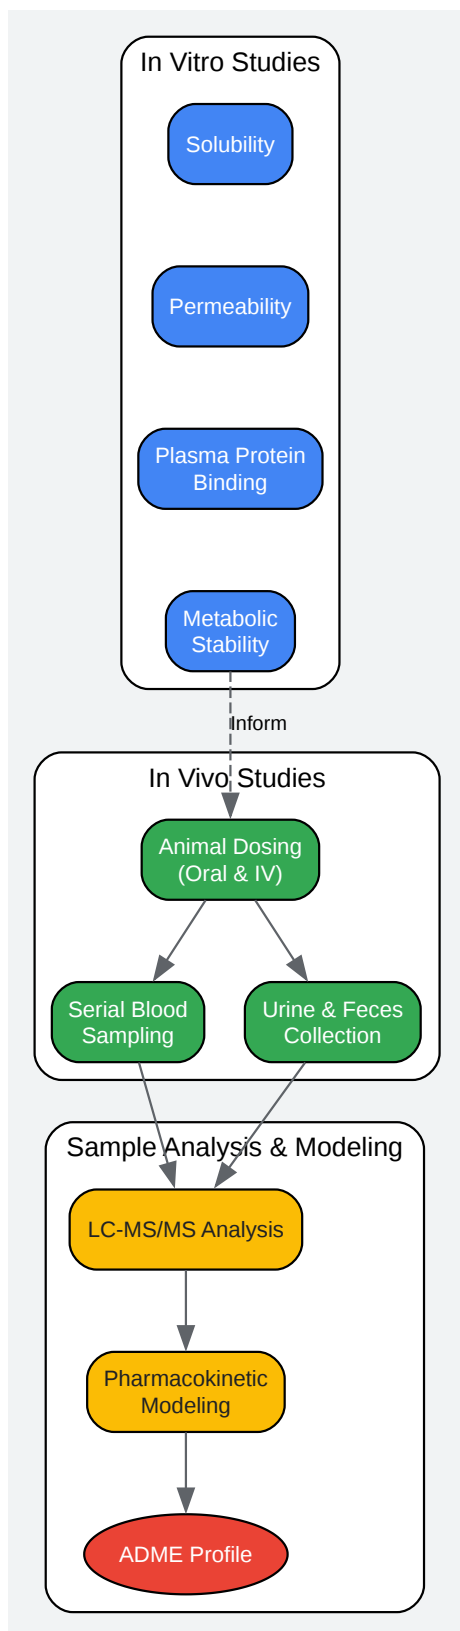 In Vitro Studies
Solubility
Permeability
Plasma Protein
Binding
Metabolic
Stability
Inform
In Vivo Studies
Animal Dosing
(Oral & IV)
Serial Blood
Sampling
Urine & Feces
Collection
Sample Analysis & Modeling
LC-MS/MS Analysis
Pharmacokinetic
Modeling
ADME Profile